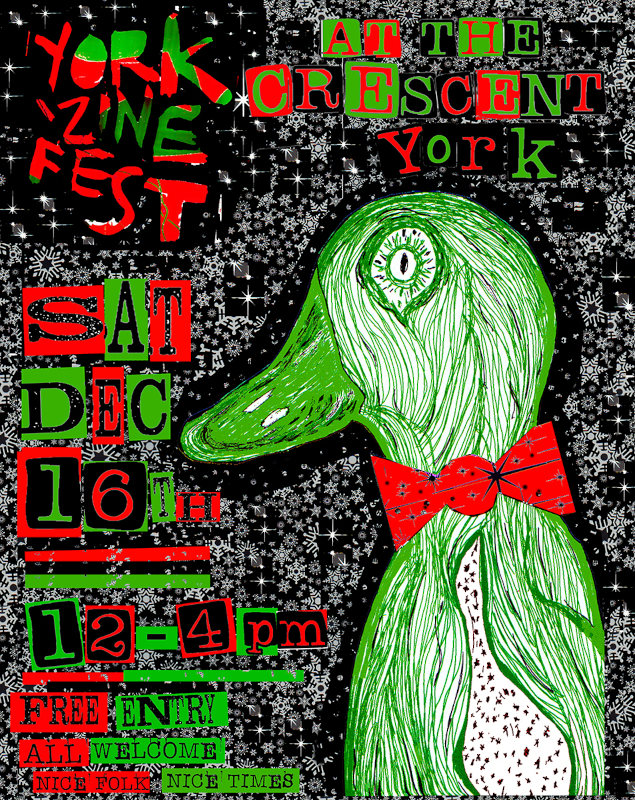 YORK
ZINE
FEST
AT THE
CRESCENT
York
SAT
DEC
16TH
12-4pm
FREE ENTRY
ALL WELCOME
NICE FOLK NICE TIMES